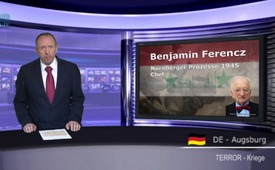 Benjamin Ferencz
Nürnberger Prozesse 1945
Chef
DE - Augsburg
TERROR - Kriege